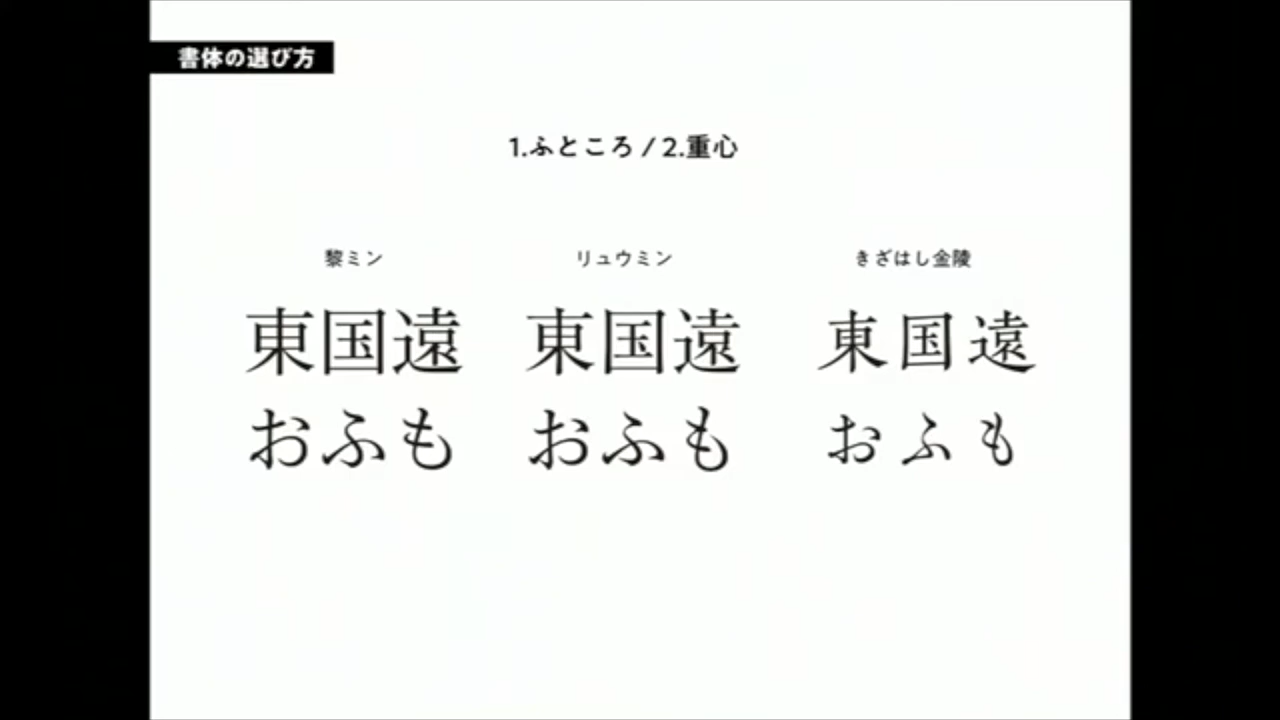 書体の選び方
1.ふところ / 2.重心
黎ミン リュウミン きざはし金陵
東国遠 東国遠 東国遠
おふも おふも おふも